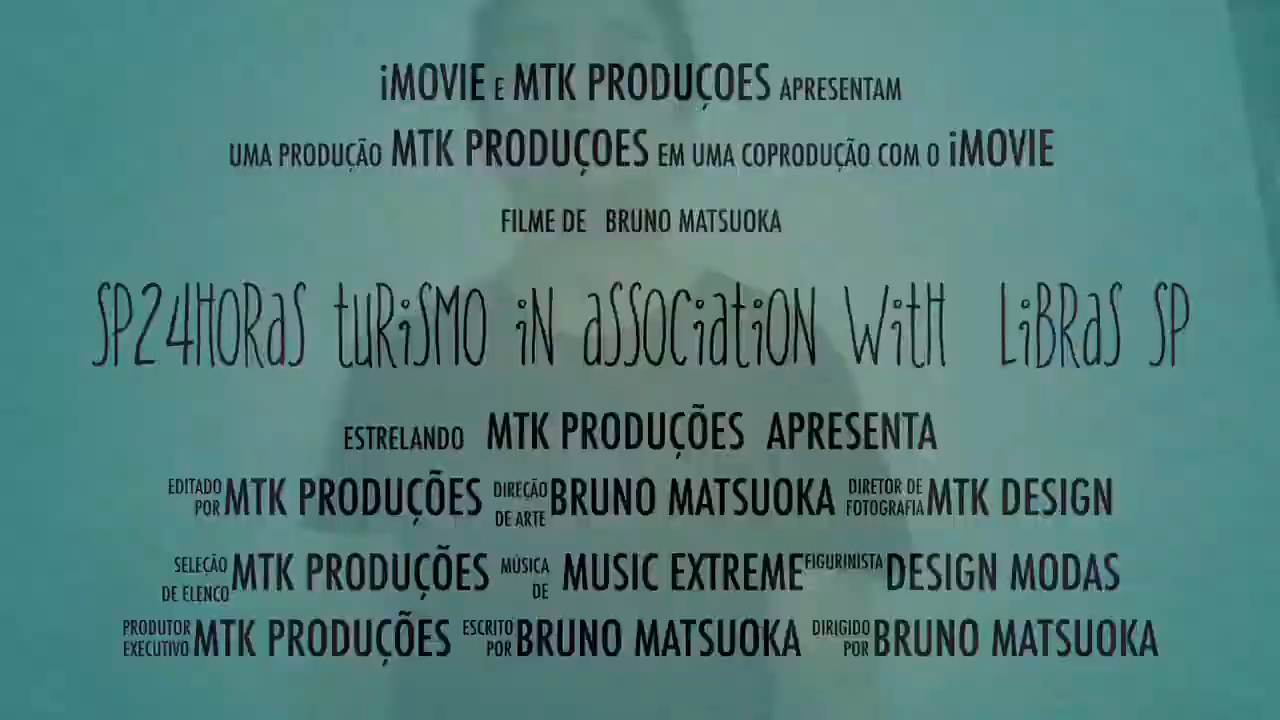 iMOVIE E MTK PRODUÇOES APRESENTAM
UMA PRODUÇÃO MTK PRODUÇOES EM UMA COPRODUÇÃO COM O iMOVIE
FILME DE BRUNO MATSUOKA
SP24HORAS TURISMO IN ASSOCIATION WITH LIBRAS SP
ESTRELANDO MTK PRODUÇÕES APRESENTA
EDITADO POR MTK PRODUÇÕES DIREÇÃO DE ARTE BRUNO MATSUOKA DIRETOR DE FOTOGRAFIA MTK DESIGN
SELEÇÃO DE ELENCO MTK PRODUÇÕES MÚSICA DE MUSIC EXTREME FIGURINISTA DESIGN MODAS
PRODUTOR EXECUTIVO MTK PRODUÇÕES ESCRITO POR BRUNO MATSUOKA DIRIGIDO POR BRUNO MATSUOKA